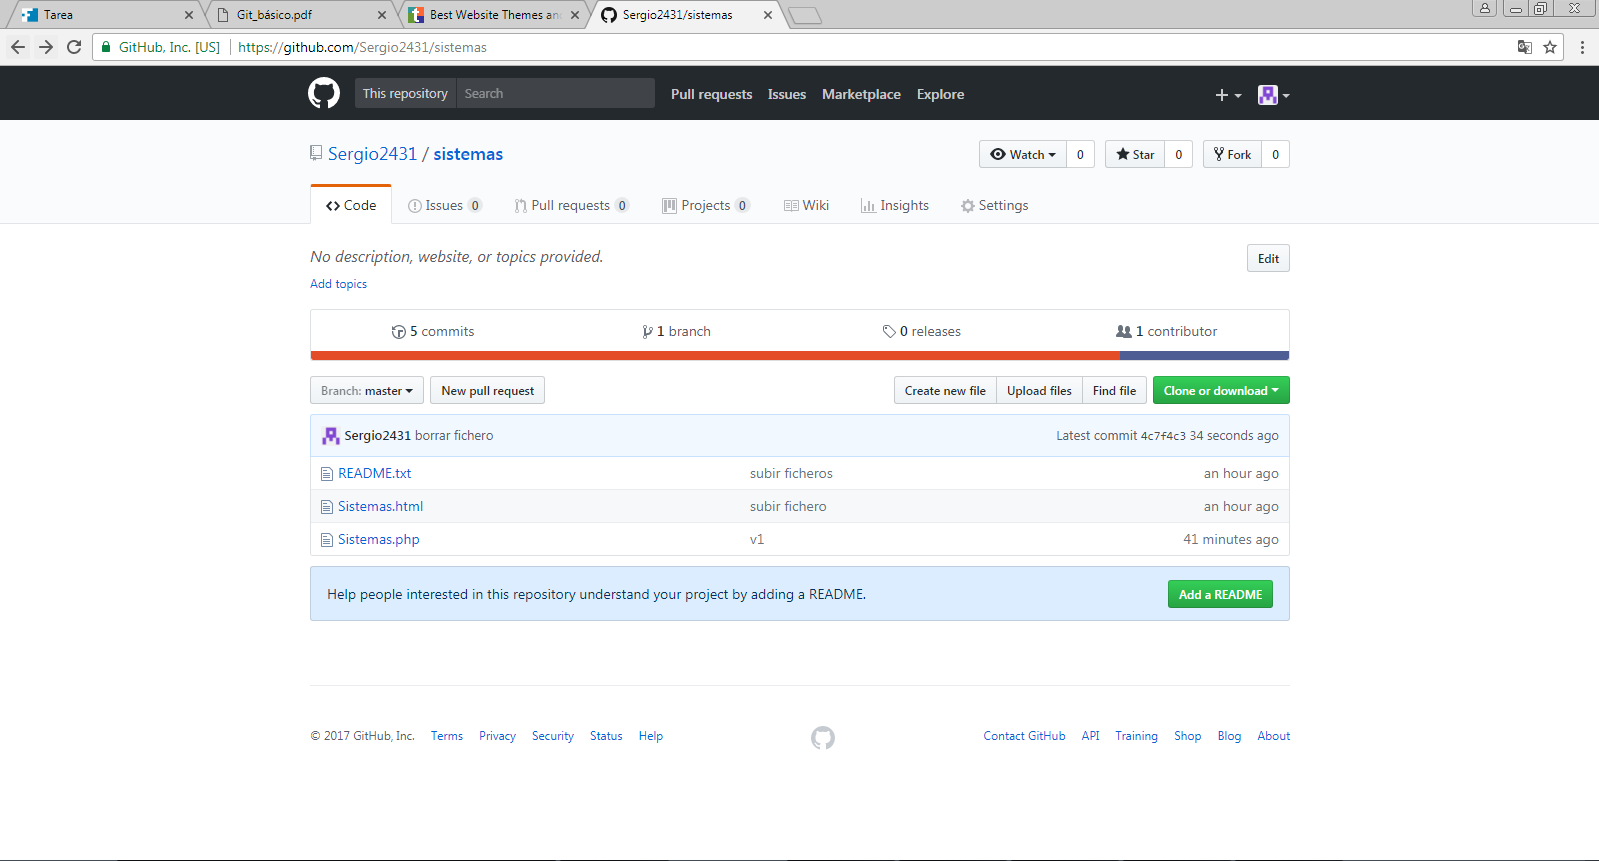 Tarea
Git_básico.pdf
Best Website Themes an
Sergio2431/sistemas
GitHub, Inc. [US] https://github.com/Sergio2431/sistemas
This repository Search Pull requests Issues Marketplace Explore
Sergio2431 / sistemas
Watch 0 Star 0 Fork 0
Code Issues 0 Pull requests 0 Projects 0 Wiki Insights Settings
No description, website, or topics provided. Edit
Add topics
5 commits 1 branch 0 releases 1 contributor
Branch: master New pull request Create new file Upload files Find file Clone or download
Sergio2431 borrar fichero Latest commit 4c7f4c3 34 seconds ago
README.txt subir ficheros an hour ago
Sistemas.html subir fichero an hour ago
Sistemas.php v1 41 minutes ago
Help people interested in this repository understand your project by adding a README. Add a README
© 2017 GitHub, Inc. Terms Privacy Security Status Help Contact GitHub API Training Shop Blog About